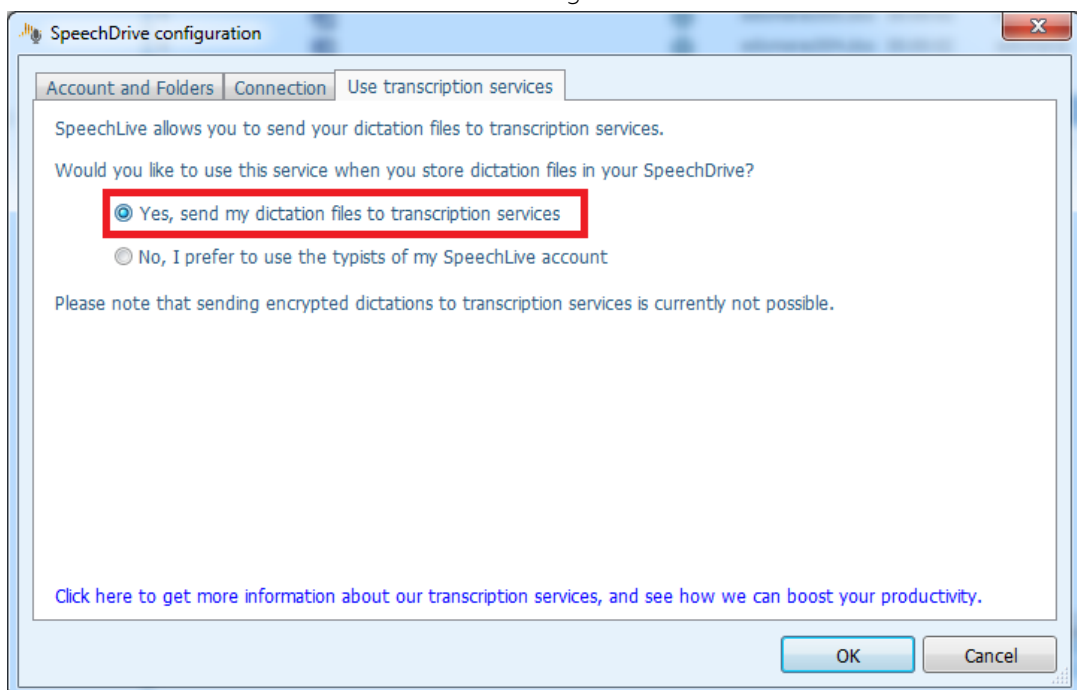 SpeechDrive configuration
Account and Folders Connection Use transcription services
SpeechLive allows you to send your dictation files to transcription services.
Would you like to use this service when you store dictation files in your SpeechDrive?
Yes, send my dictation files to transcription services
No, I prefer to use the typists of my SpeechLive account
Please note that sending encrypted dictations to transcription services is currently not possible.
Click here to get more information about our transcription services, and see how we can boost your productivity.
OK Cancel